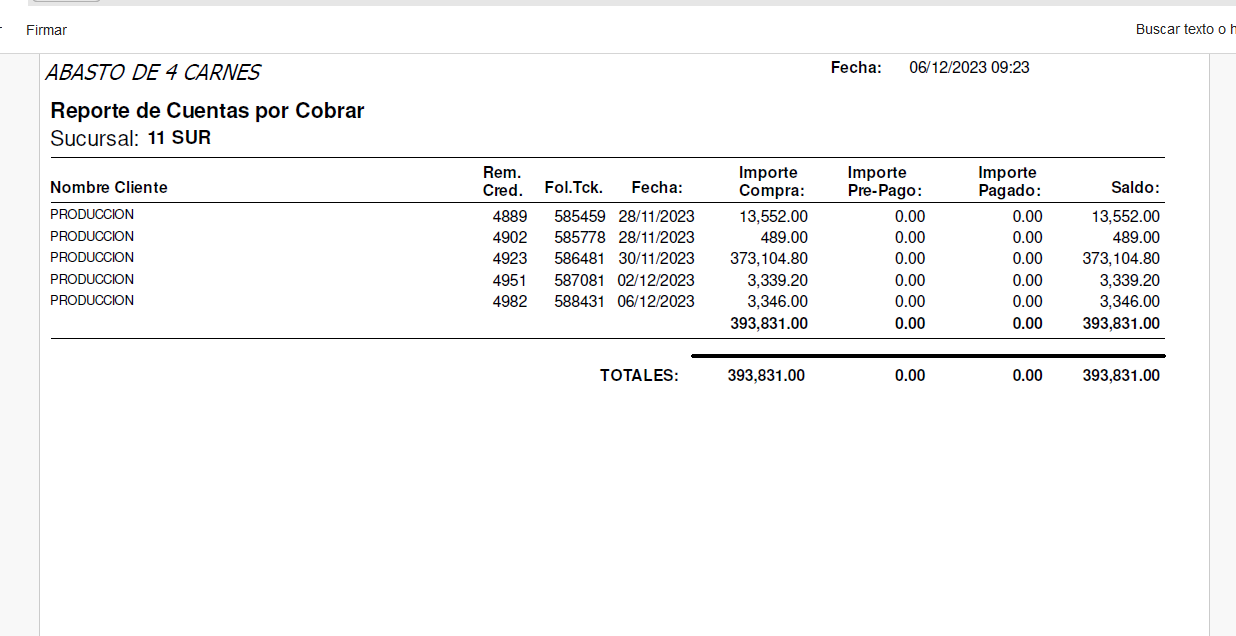 Firmar
Buscar texto o h
ABASTO DE 4 CARNES
Fecha: 06/12/2023 09:23
Reporte de Cuentas por Cobrar
Sucursal: 11 SUR
Nombre Cliente Rem. Cred. Fol.Tck. Fecha: Importe Compra: Importe Pre-Pago: Importe Pagado: Saldo:
PRODUCCION 4889 585459 28/11/2023 13,552.00 0.00 0.00 13,552.00
PRODUCCION 4902 585778 28/11/2023 489.00 0.00 0.00 489.00
PRODUCCION 4923 586481 30/11/2023 373,104.80 0.00 0.00 373,104.80
PRODUCCION 4951 587081 02/12/2023 3,339.20 0.00 0.00 3,339.20
PRODUCCION 4982 588431 06/12/2023 3,346.00 0.00 0.00 3,346.00
393,831.00 0.00 0.00 393,831.00
TOTALES: 393,831.00 0.00 0.00 393,831.00